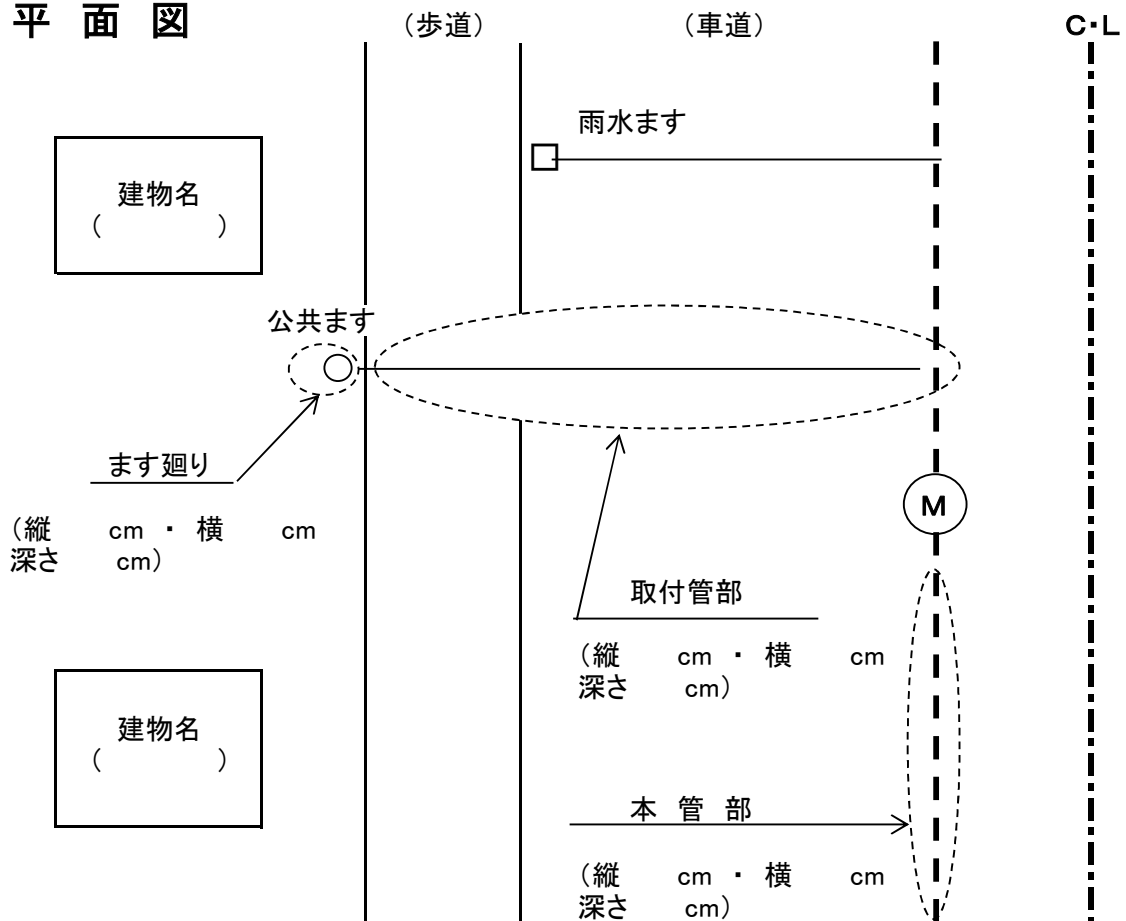 平 面 図
（歩道）
（車道）
C・L
雨水ます
建物名
（　　　　）
公共ます
ます廻り
（縦　　cm ・ 横　　cm
深さ　　cm）
M
取付管部
（縦　　cm ・ 横　　cm
深さ　　cm）
建物名
（　　　　）
本 管 部
（縦　　cm ・ 横　　cm
深さ　　cm）